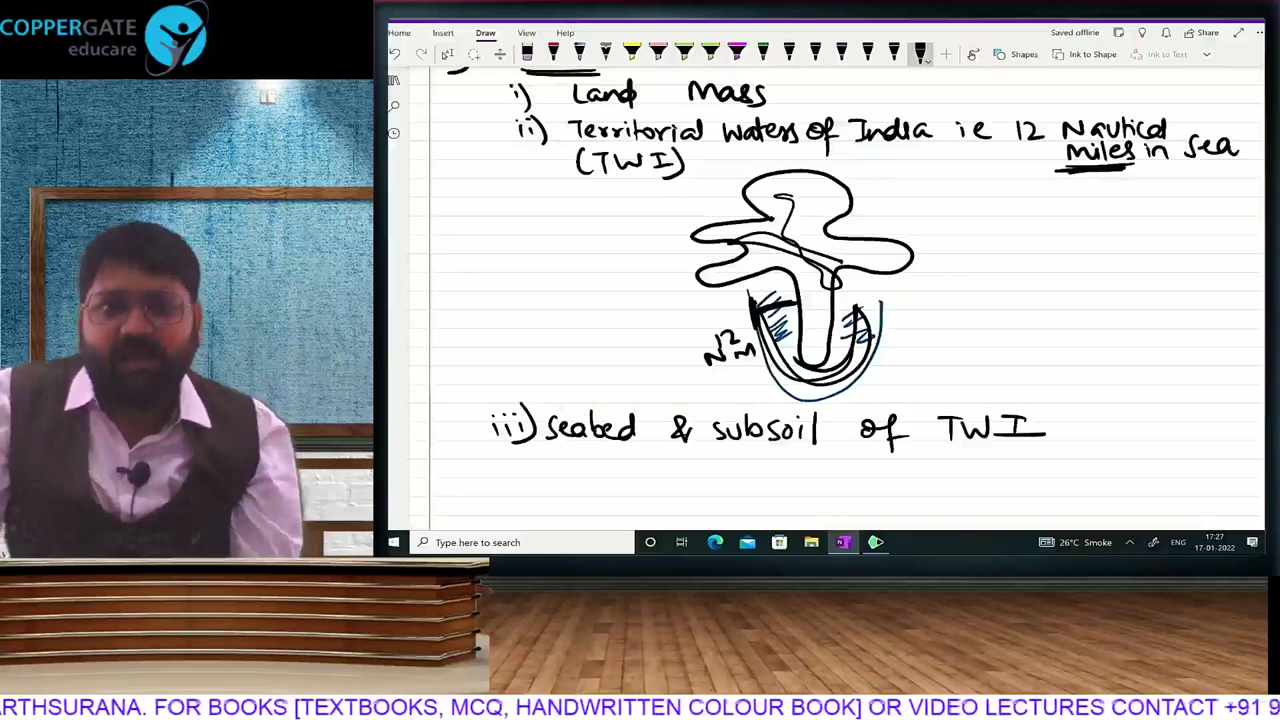 COPPERGATE
educare
Home Insert Draw View Help
Saved offline
Share
Shapes
Ink to Shape
Ink to Text
i) Land Mass
ii) Territorial Waters of India ie 12 Nautical
miles in sea
(TWI)
12
NM
iii) seabed & subsoil of TWI
Type here to search
26°C Smoke
ENG
17:27
17-01-2022
ARTHSURANA. FOR BOOKS [TEXTBOOKS, MCQ, HANDWRITTEN COLOUR BOOK] OR VIDEO LECTURES CONTACT +91 9